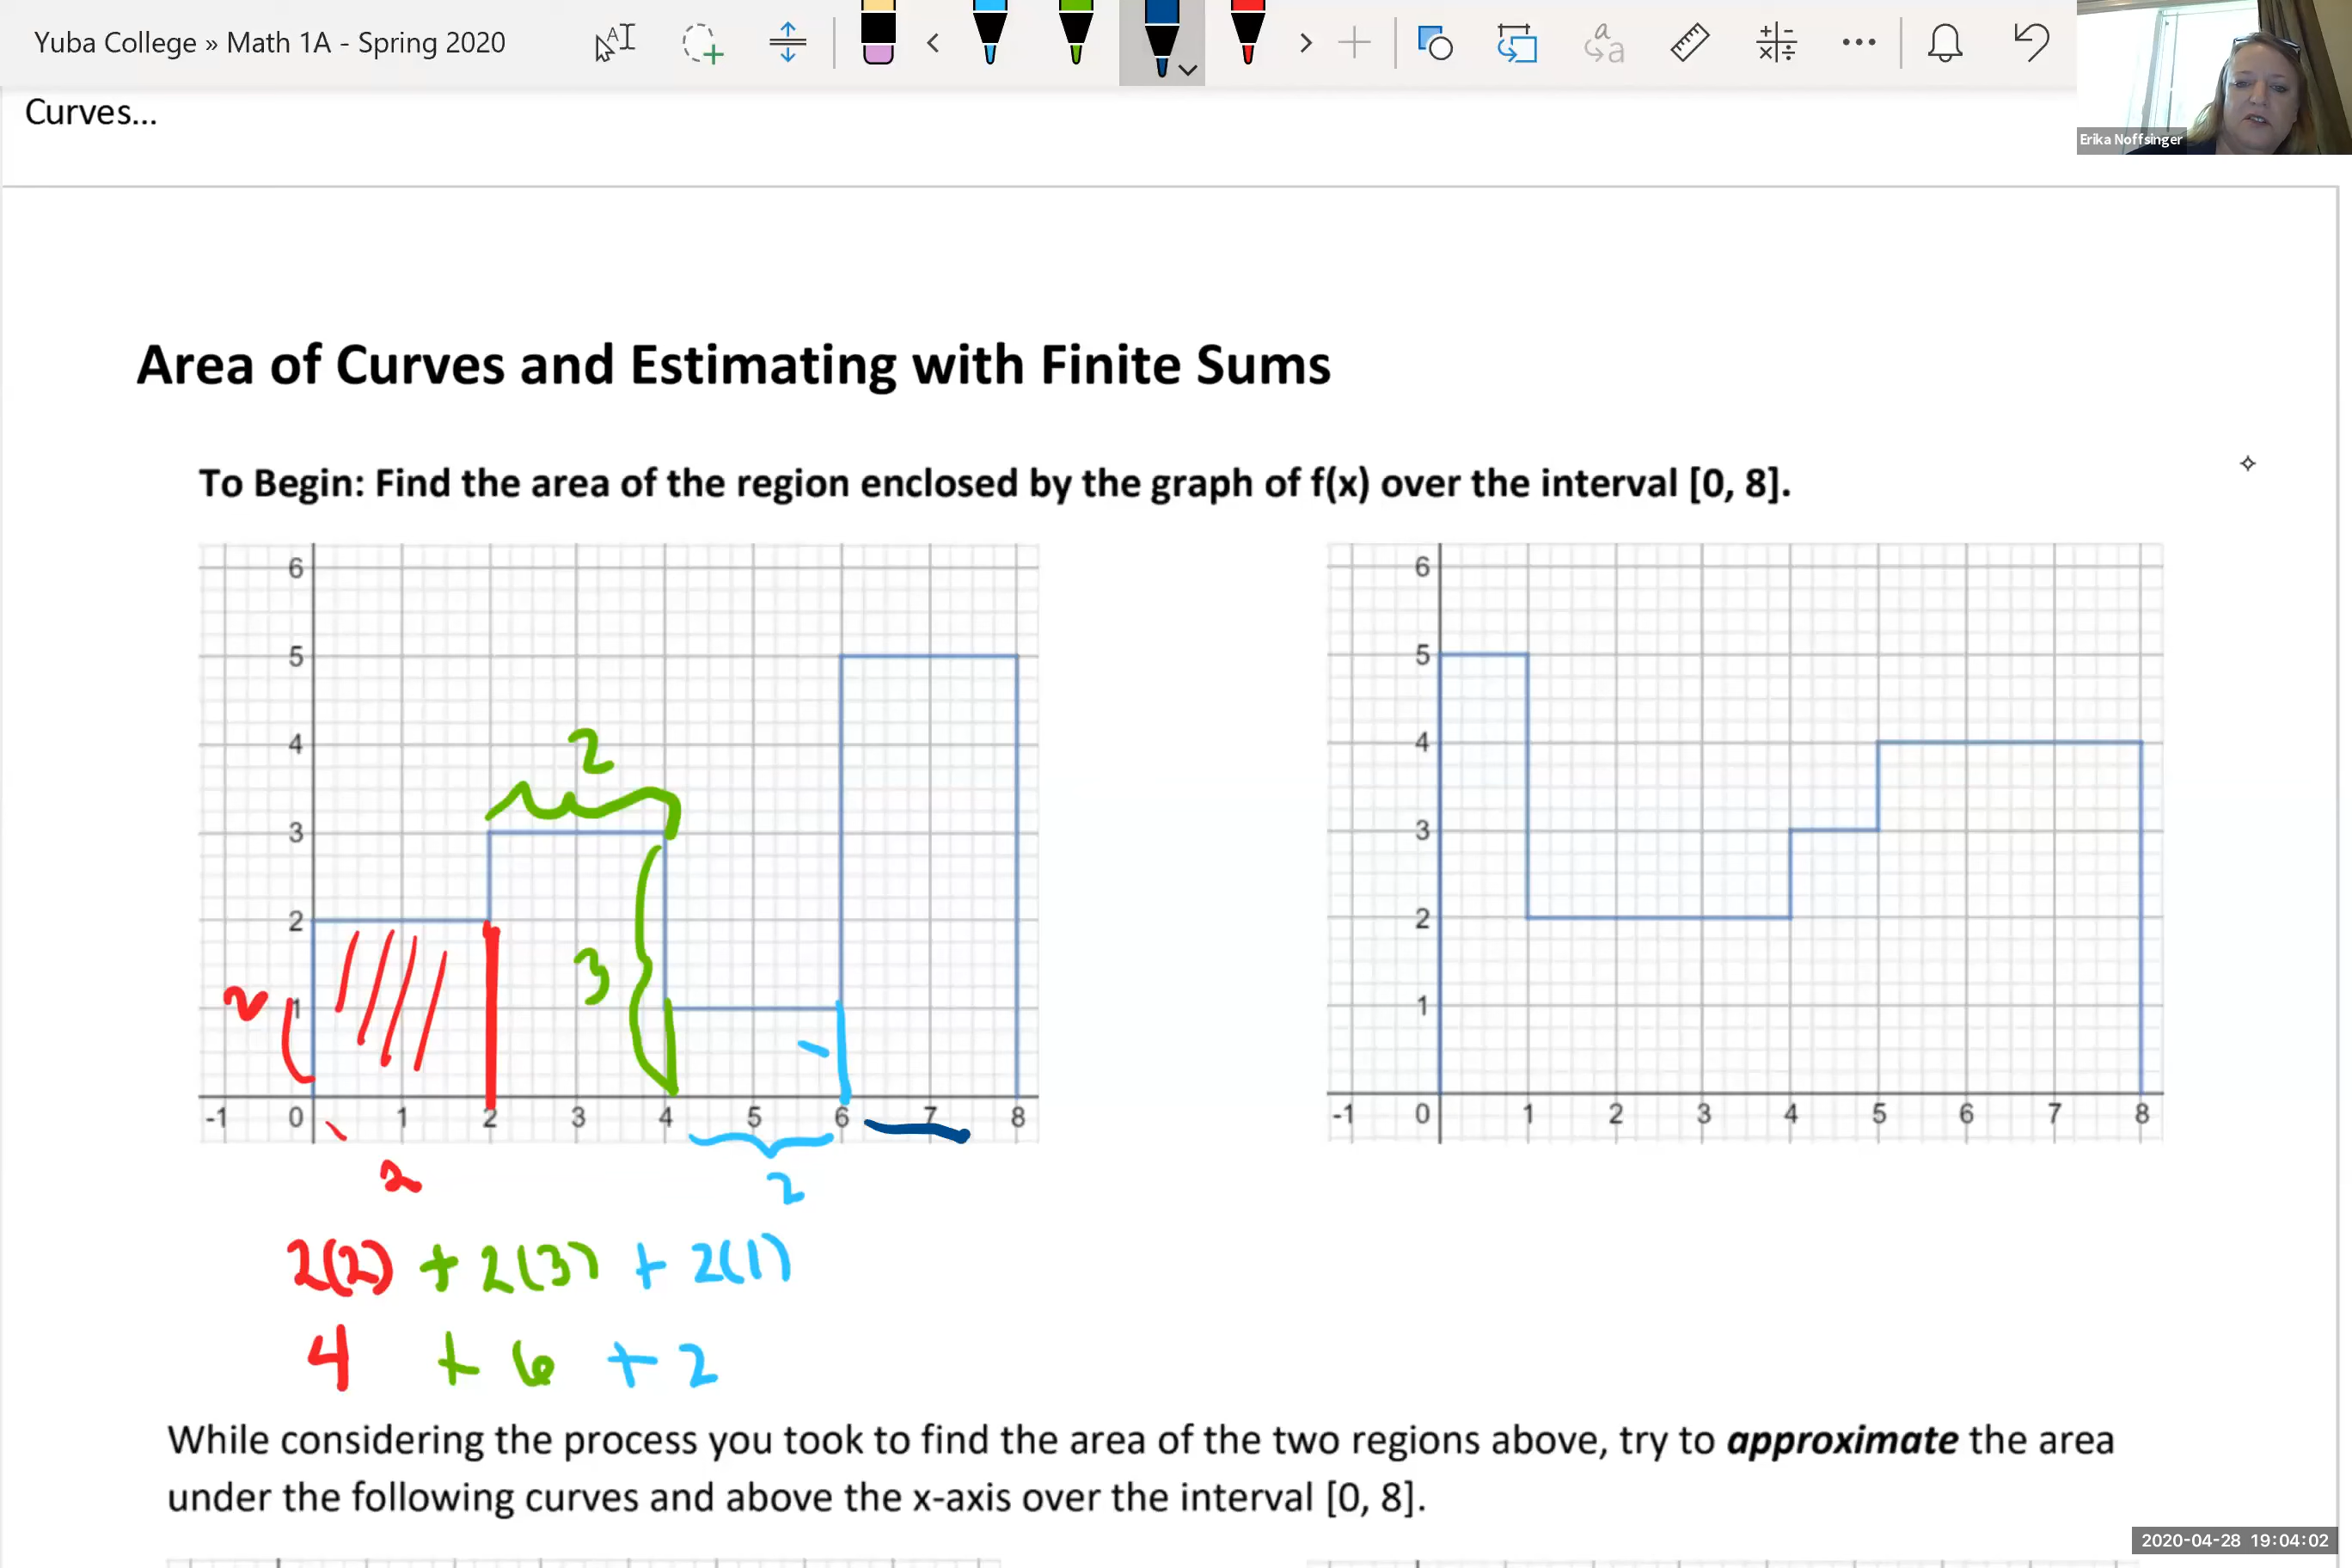 Yuba College » Math 1A - Spring 2020
Erika Noffsinger
Curves...
Area of Curves and Estimating with Finite Sums
To Begin: Find the area of the region enclosed by the graph of f(x) over the interval [0, 8].
6
5
4
3
2
1
-1 0 1 2 3 4 5 6 7 8
2
3
2
2
2
6
5
4
3
2
1
-1 0 1 2 3 4 5 6 7 8
2(2) + 2(3) + 2(1)
4 + 6 + 2
While considering the process you took to find the area of the two regions above, try to approximate the area
under the following curves and above the x-axis over the interval [0, 8].
2020-04-28 19:04:02